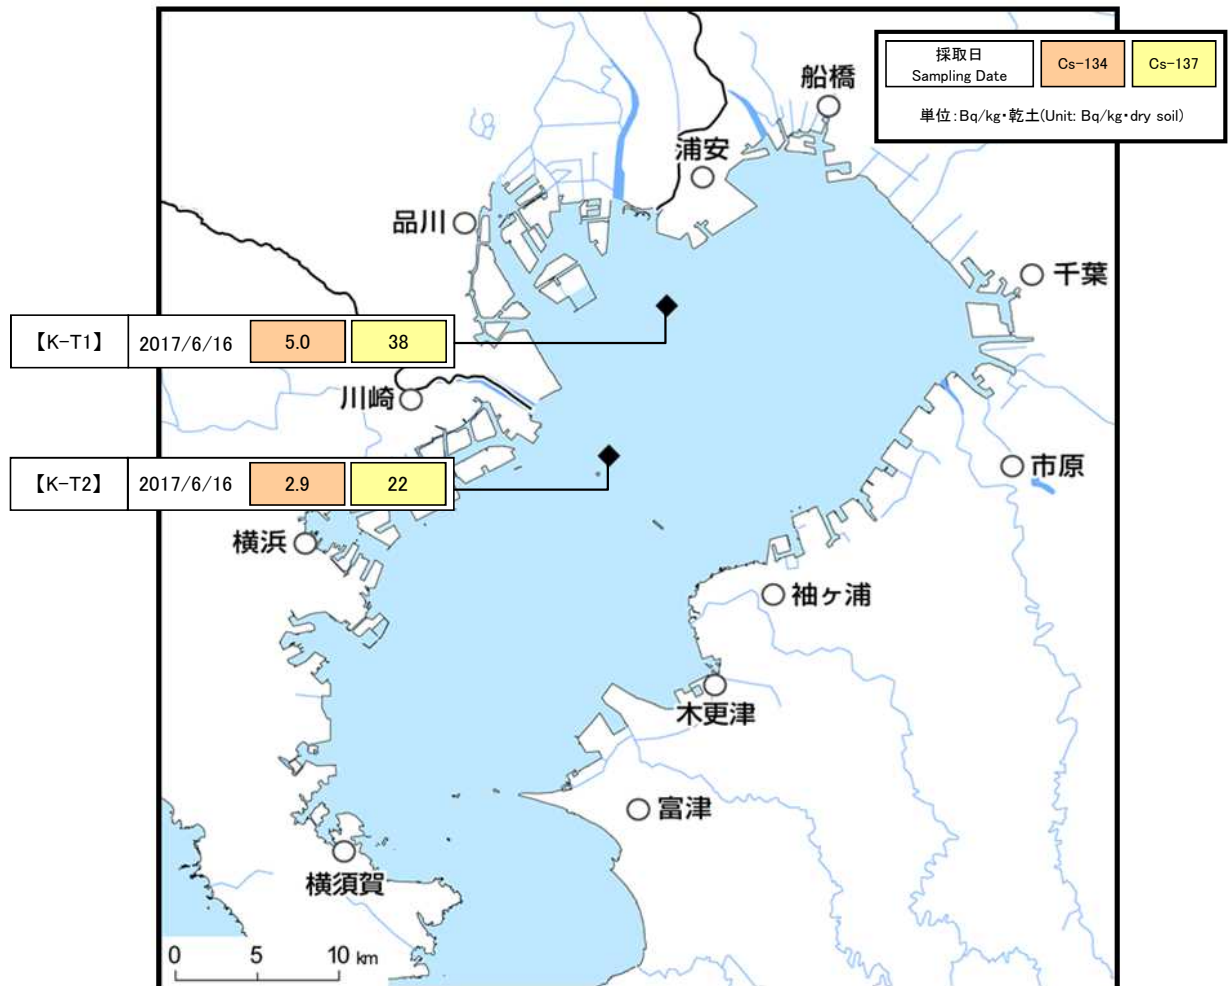 採取日
Sampling Date
Cs-134
Cs-137
単位:Bq/kg・乾土(Unit: Bq/kg・dry soil)
船橋
浦安
品川
千葉
【K-T1】 2017/6/16 5.0 38
川崎
【K-T2】 2017/6/16 2.9 22
市原
横浜
袖ヶ浦
木更津
富津
横須賀
0 5 10 km